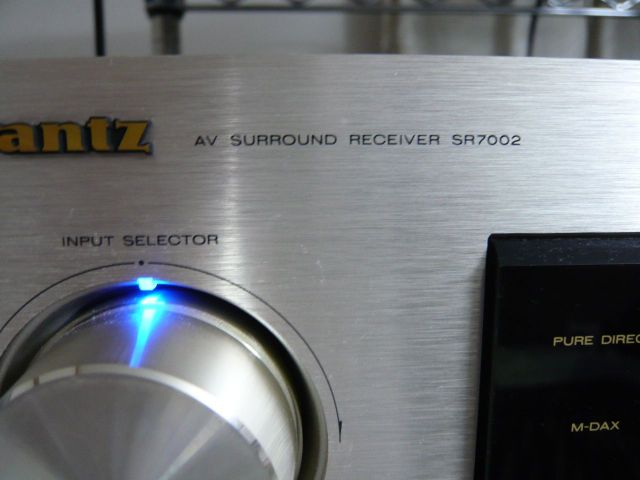 antz
AV SURROUND RECEIVER SR7002
INPUT SELECTOR
PURE DIREC
M-DAX